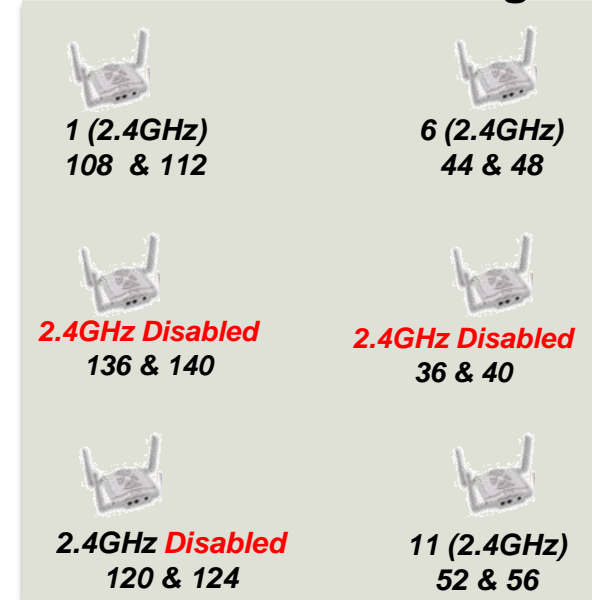 1 (2.4GHz)
108 & 112
6 (2.4GHz)
44 & 48
2.4GHz Disabled
136 & 140
2.4GHz Disabled
36 & 40
2.4GHz Disabled
120 & 124
11 (2.4GHz)
52 & 56